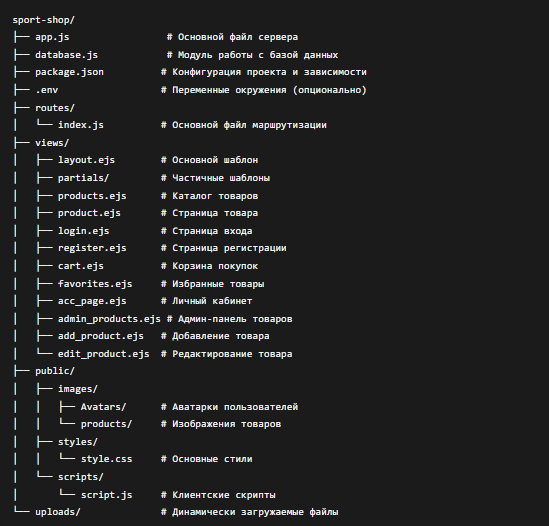 sport-shop/
├── app.js                 # Основной файл сервера
├── database.js            # Модуль работы с базой данных
├── package.json          # Конфигурация проекта и зависимости
├── .env                  # Переменные окружения (опционально)
├── routes/
│   └── index.js          # Основной файл маршрутизации
├── views/
│   ├── layout.ejs        # Основной шаблон
│   ├── partials/         # Частичные шаблоны
│   ├── products.ejs      # Каталог товаров
│   ├── product.ejs       # Страница товара
│   ├── login.ejs         # Страница входа
│   ├── register.ejs      # Страница регистрации
│   ├── cart.ejs          # Корзина покупок
│   ├── favorites.ejs     # Избранные товары
│   ├── acc_page.ejs      # Личный кабинет
│   ├── admin_products.ejs # Админ-панель товаров
│   ├── add_product.ejs   # Добавление товара
│   └── edit_product.ejs  # Редактирование товара
├── public/
│   ├── images/
│   │   ├── Avatars/      # Аватарки пользователей
│   │   └── products/     # Изображения товаров
│   ├── styles/
│   │   └── style.css     # Основные стили
│   └── scripts/
│       └── script.js     # Клиентские скрипты
└── uploads/              # Динамически загружаемые файлы